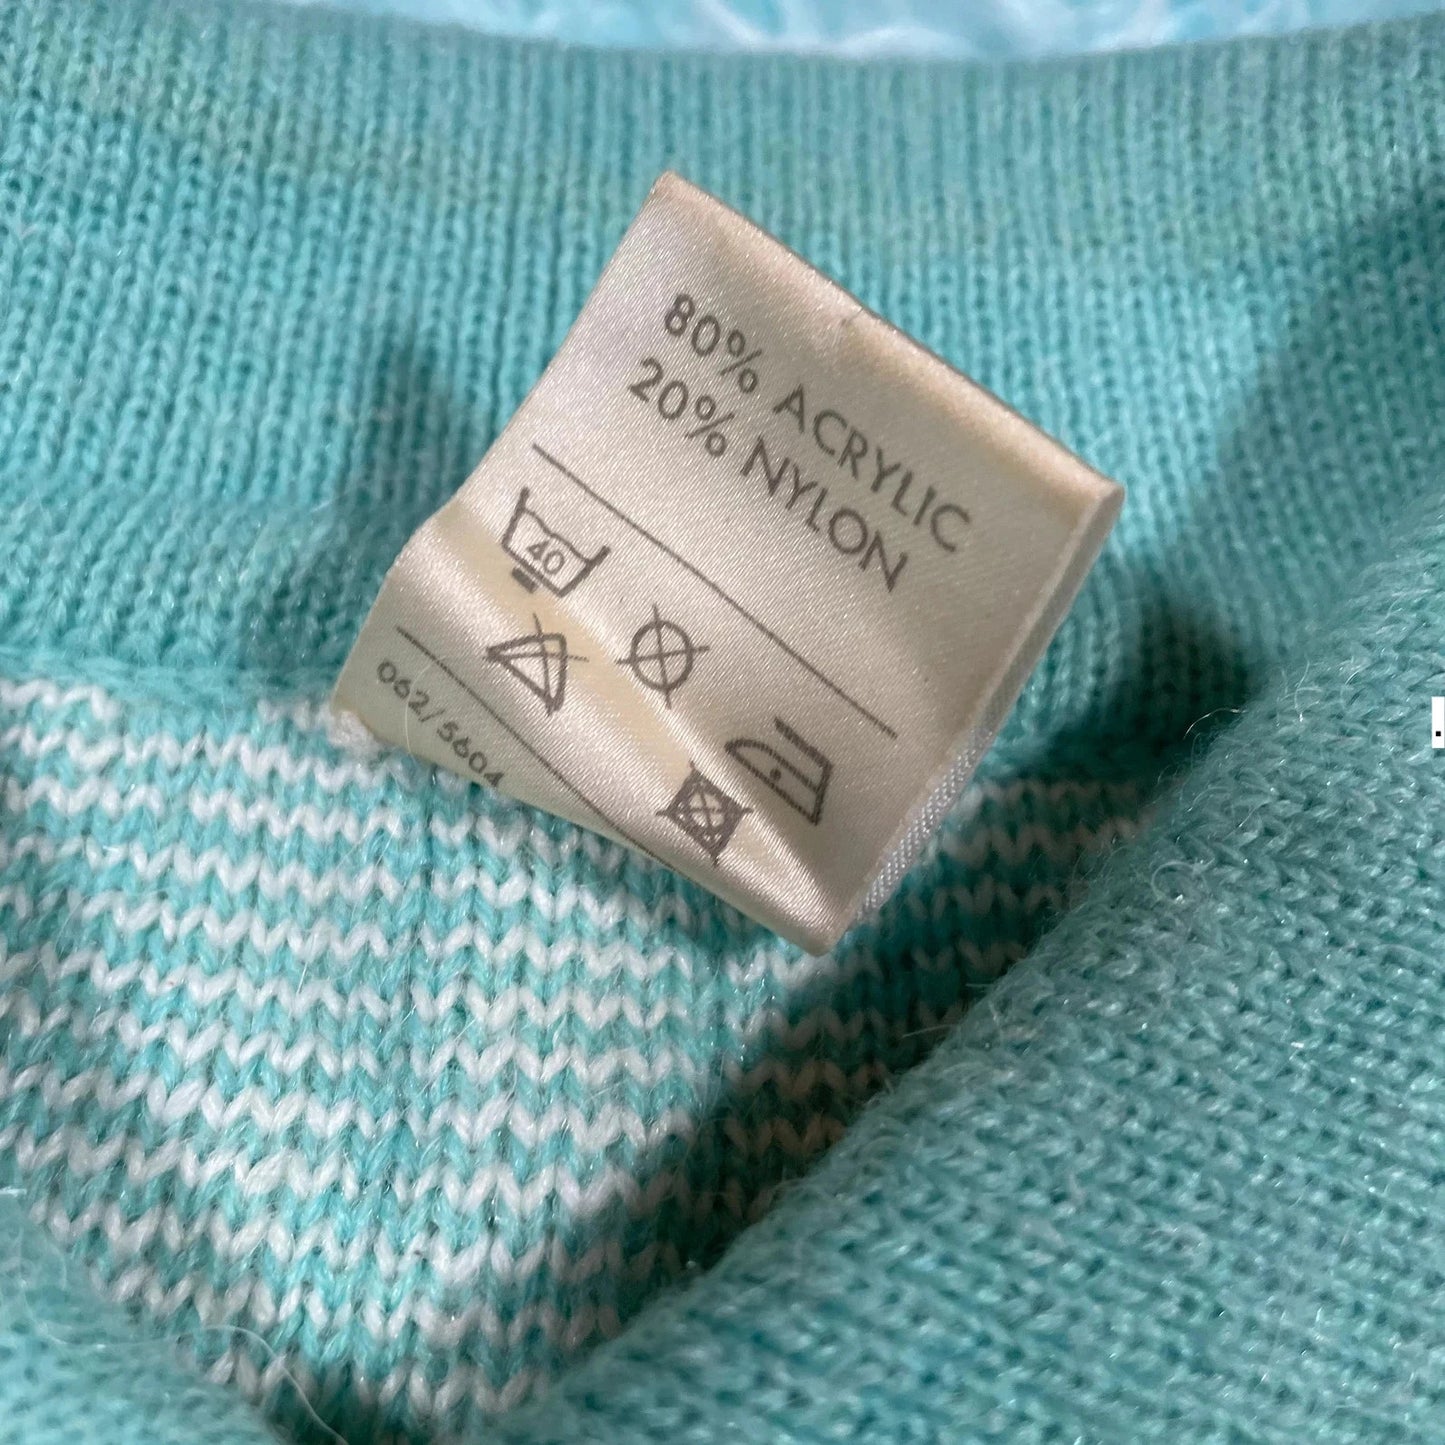 80% ACRYLIC
20% NYLON
40
062/5604
.